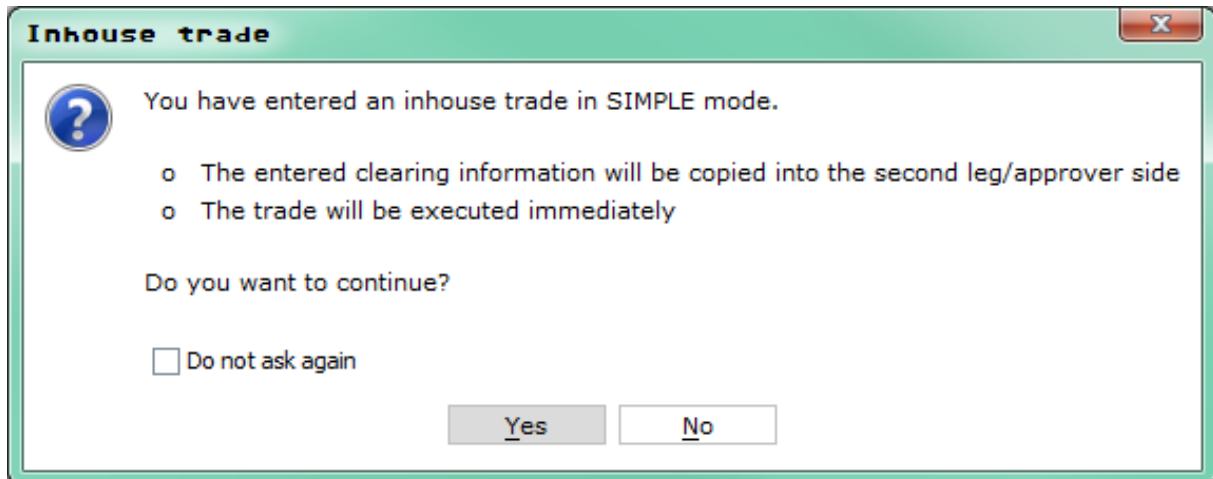 Inhouse trade
You have entered an inhouse trade in SIMPLE mode.
o The entered clearing information will be copied into the second leg/approver side
o The trade will be executed immediately
Do you want to continue?
Do not ask again
Yes No